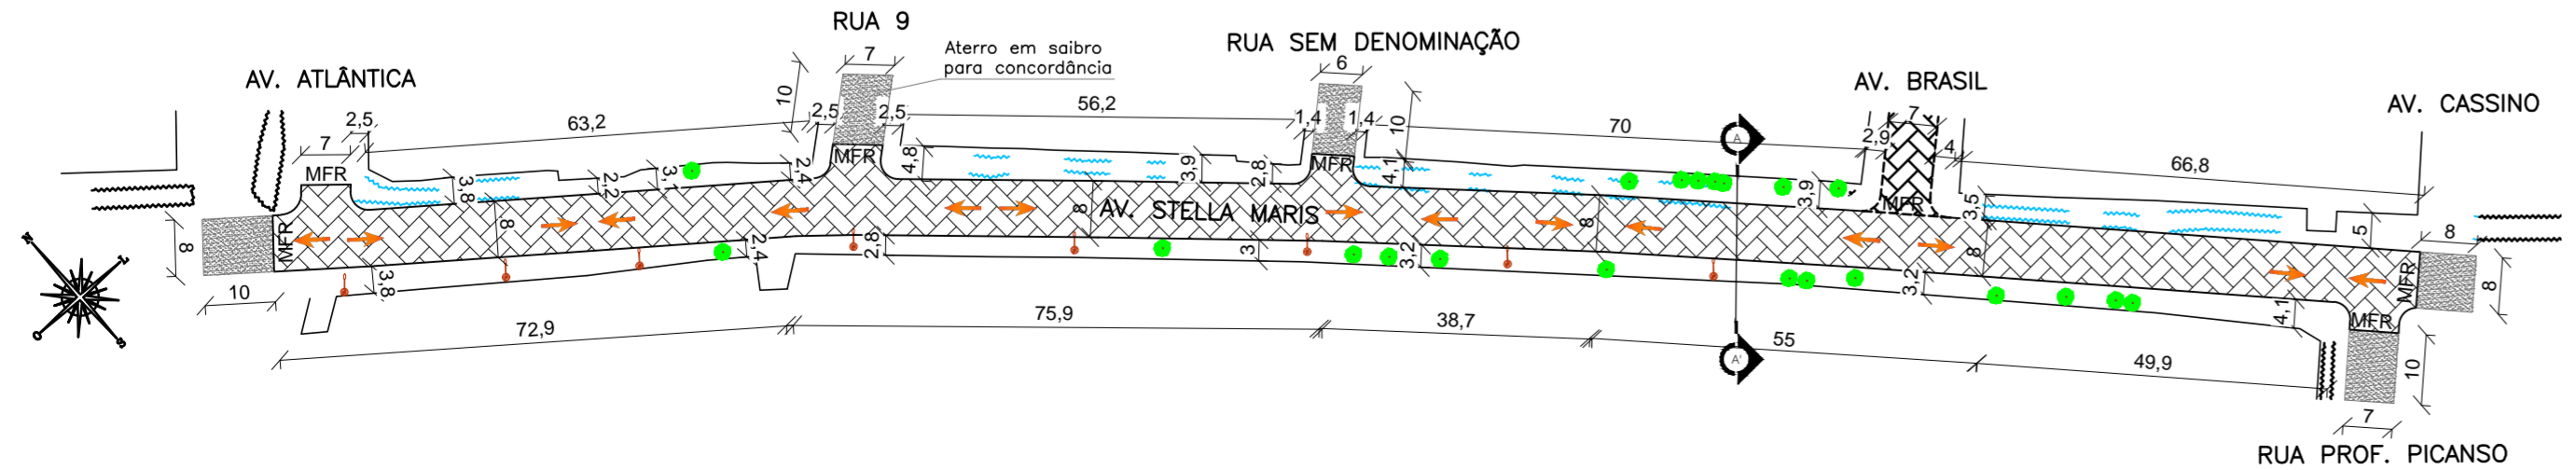 RUA 9
7
Aterro em saibro
para concordância
RUA SEM DENOMINAÇÃO
6
AV. ATLÂNTICA
AV. BRASIL
7
AV. CASSINO
10
2,5
2,5
56,2
1,4
1,4
10
70
2,9
4
66,8
2,5
7
63,2
MFR
3,8
2,2
3,1
2,4
MFR
4,8
3,9
2,8
MFR
4,1
3,9
MFR
3,5
5
8
A
8
MFR
8
8
AV. STELLA MARIS
8
8
MFR
8
10
3,8
2,4
2,8
3
3,2
3,2
4,1
MFR
N
L
S
O
72,9
75,9
38,7
A'
55
49,9
10
7
RUA PROF. PICANSO